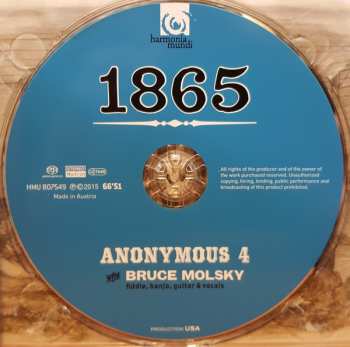 harmonia
mundi
1865
HMU 807549 ℗©2015 66'51
Made in Austria
All rights of the producer and of the owner of
the work purchased reserved. Unauthorized
copying, hiring, lending, public performance and
broadcasting of this product prohibited.
ANONYMOUS 4
with BRUCE MOLSKY
fiddle, banjo, guitar & vocals
PRODUCTION USA